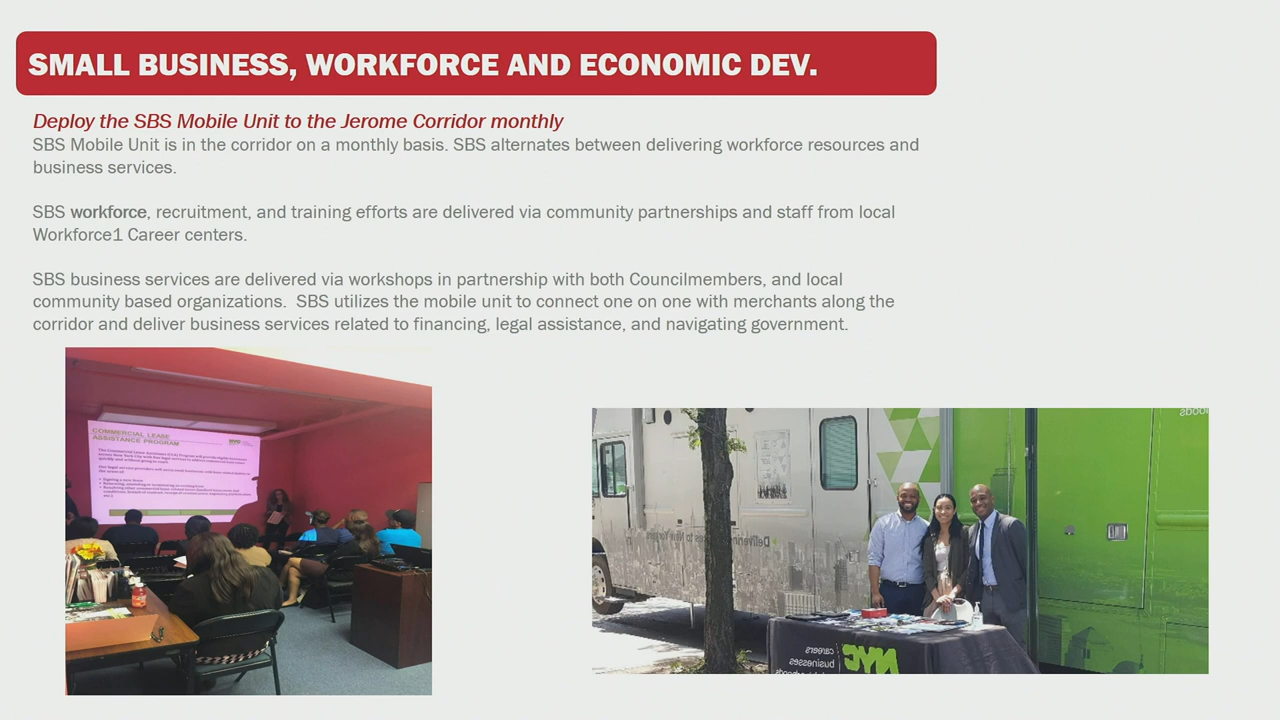 SMALL BUSINESS, WORKFORCE AND ECONOMIC DEV.
Deploy the SBS Mobile Unit to the Jerome Corridor monthly
SBS Mobile Unit is in the corridor on a monthly basis. SBS alternates between delivering workforce resources and
business services.
SBS workforce, recruitment, and training efforts are delivered via community partnerships and staff from local
Workforce1 Career centers.
SBS business services are delivered via workshops in partnership with both Councilmembers, and local
community based organizations.  SBS utilizes the mobile unit to connect one on one with merchants along the
corridor and deliver business services related to financing, legal assistance, and navigating government.
COMMERCIAL LEASE
ASSISTANCE PROGRAM
careers
businesses
NYC